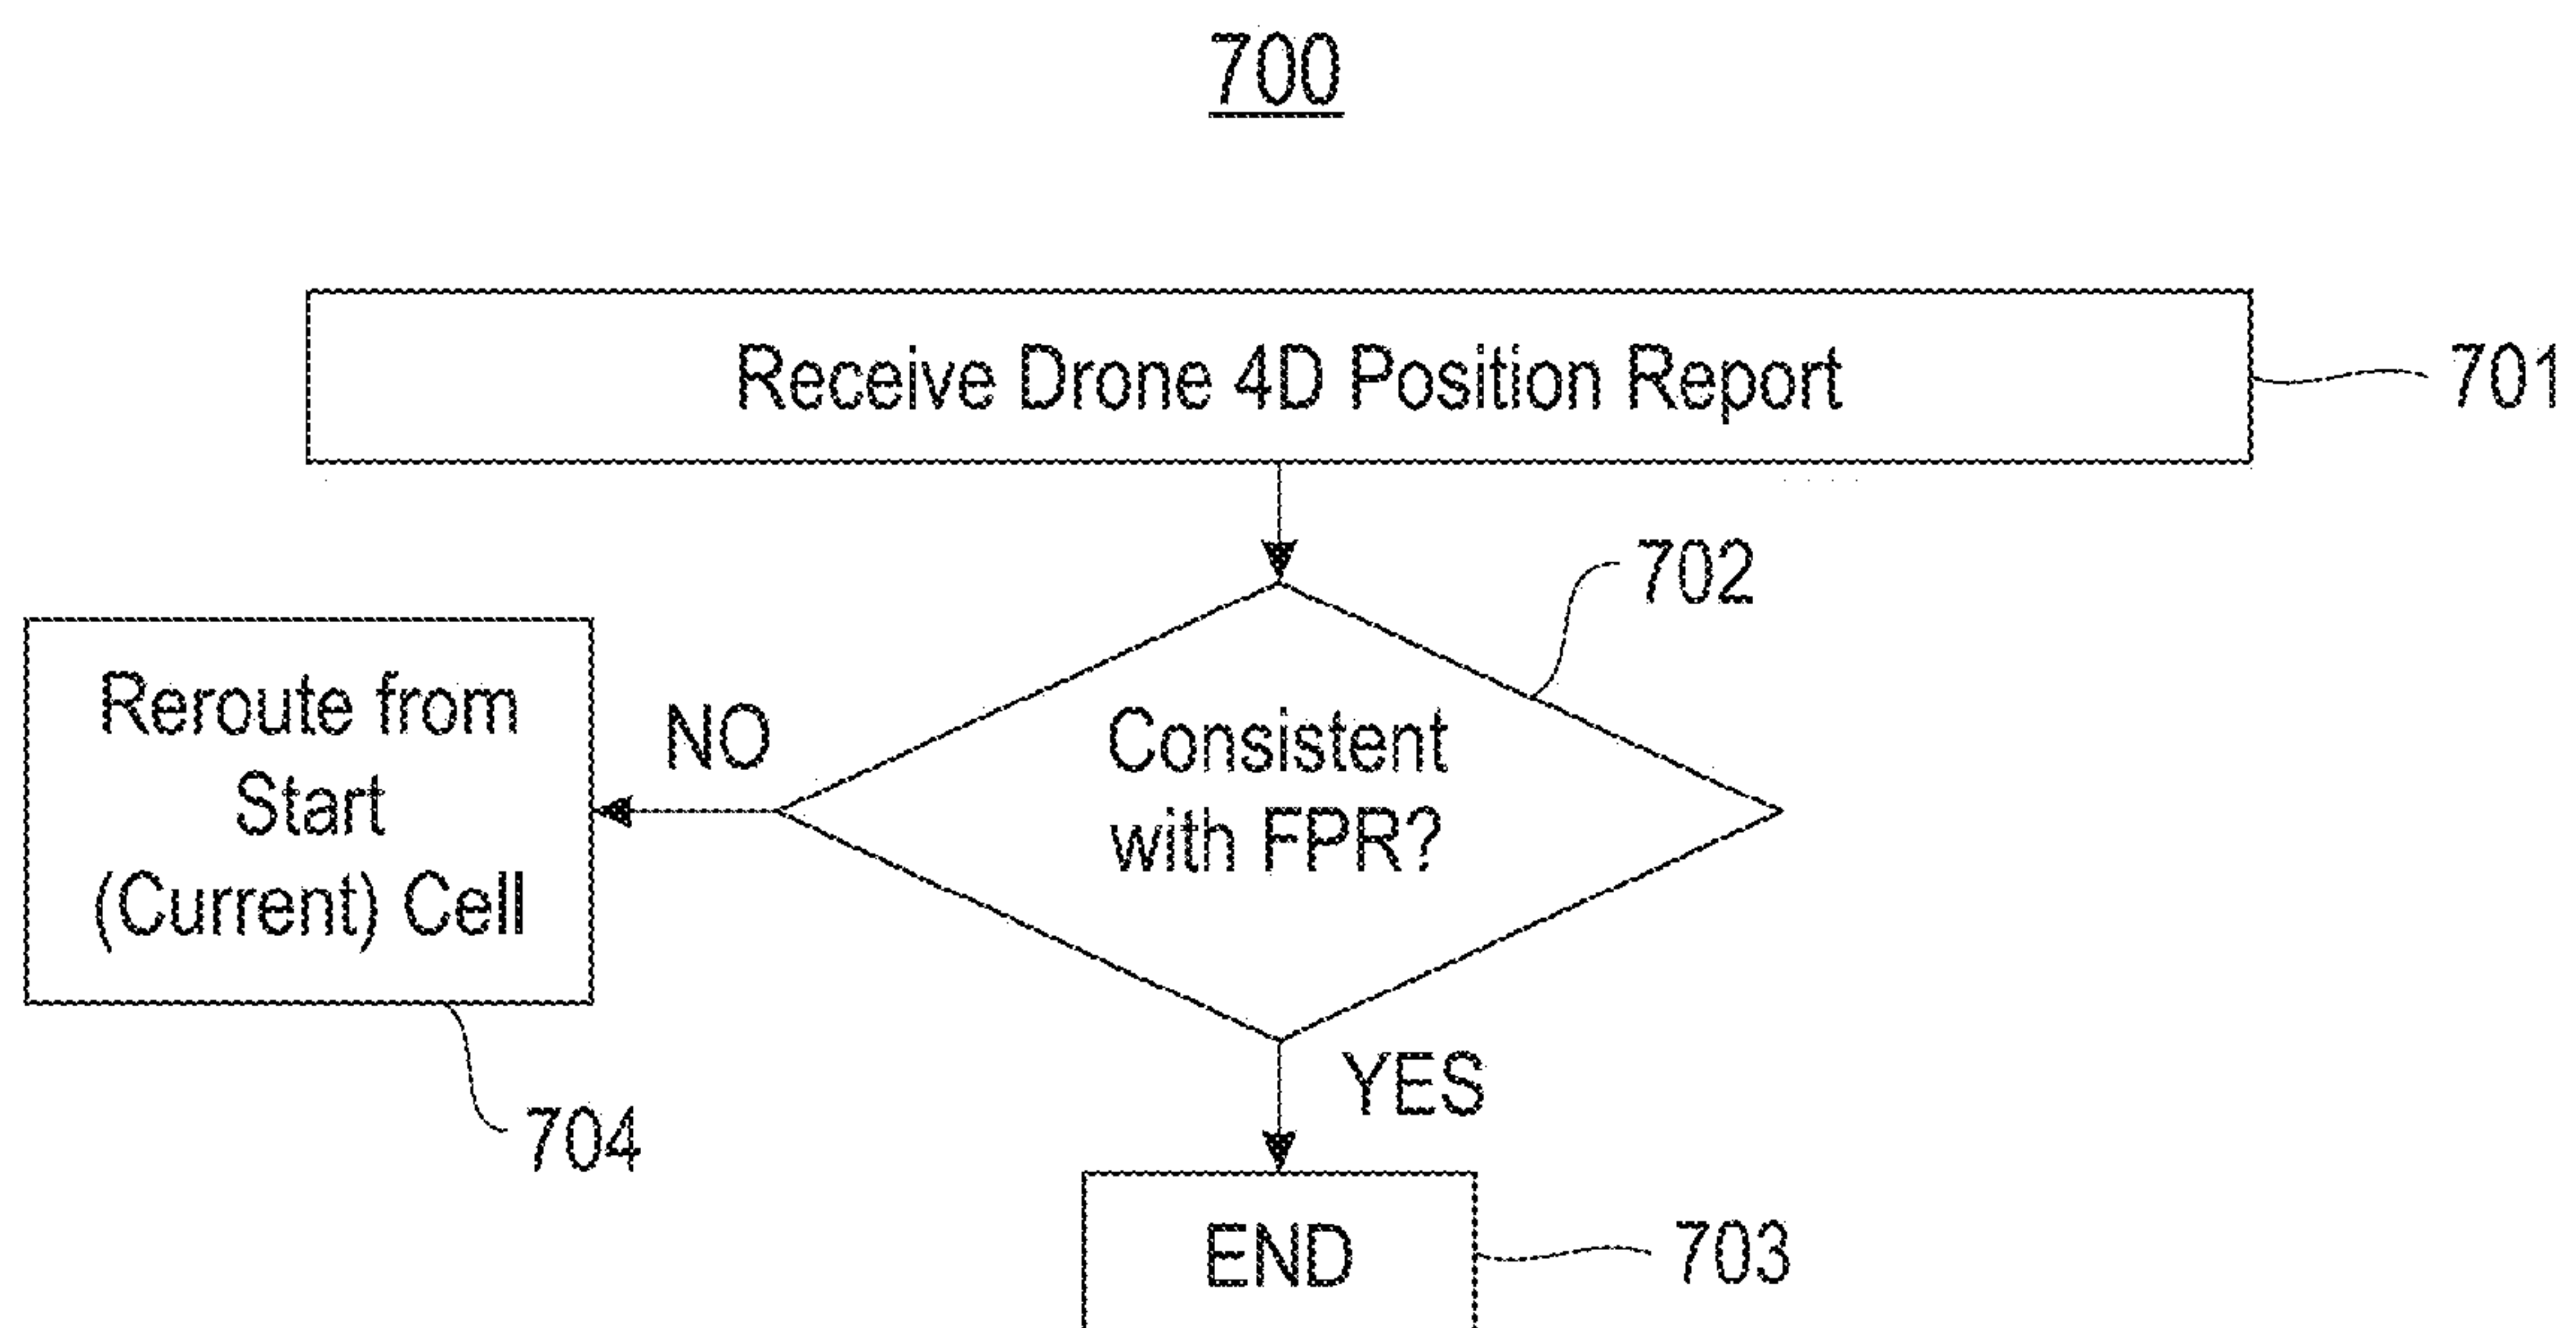 700
Receive Drone 4D Position Report
701
702
Reroute from
Start
(Current) Cell
NO
Consistent
with FPR?
YES
704
END
703